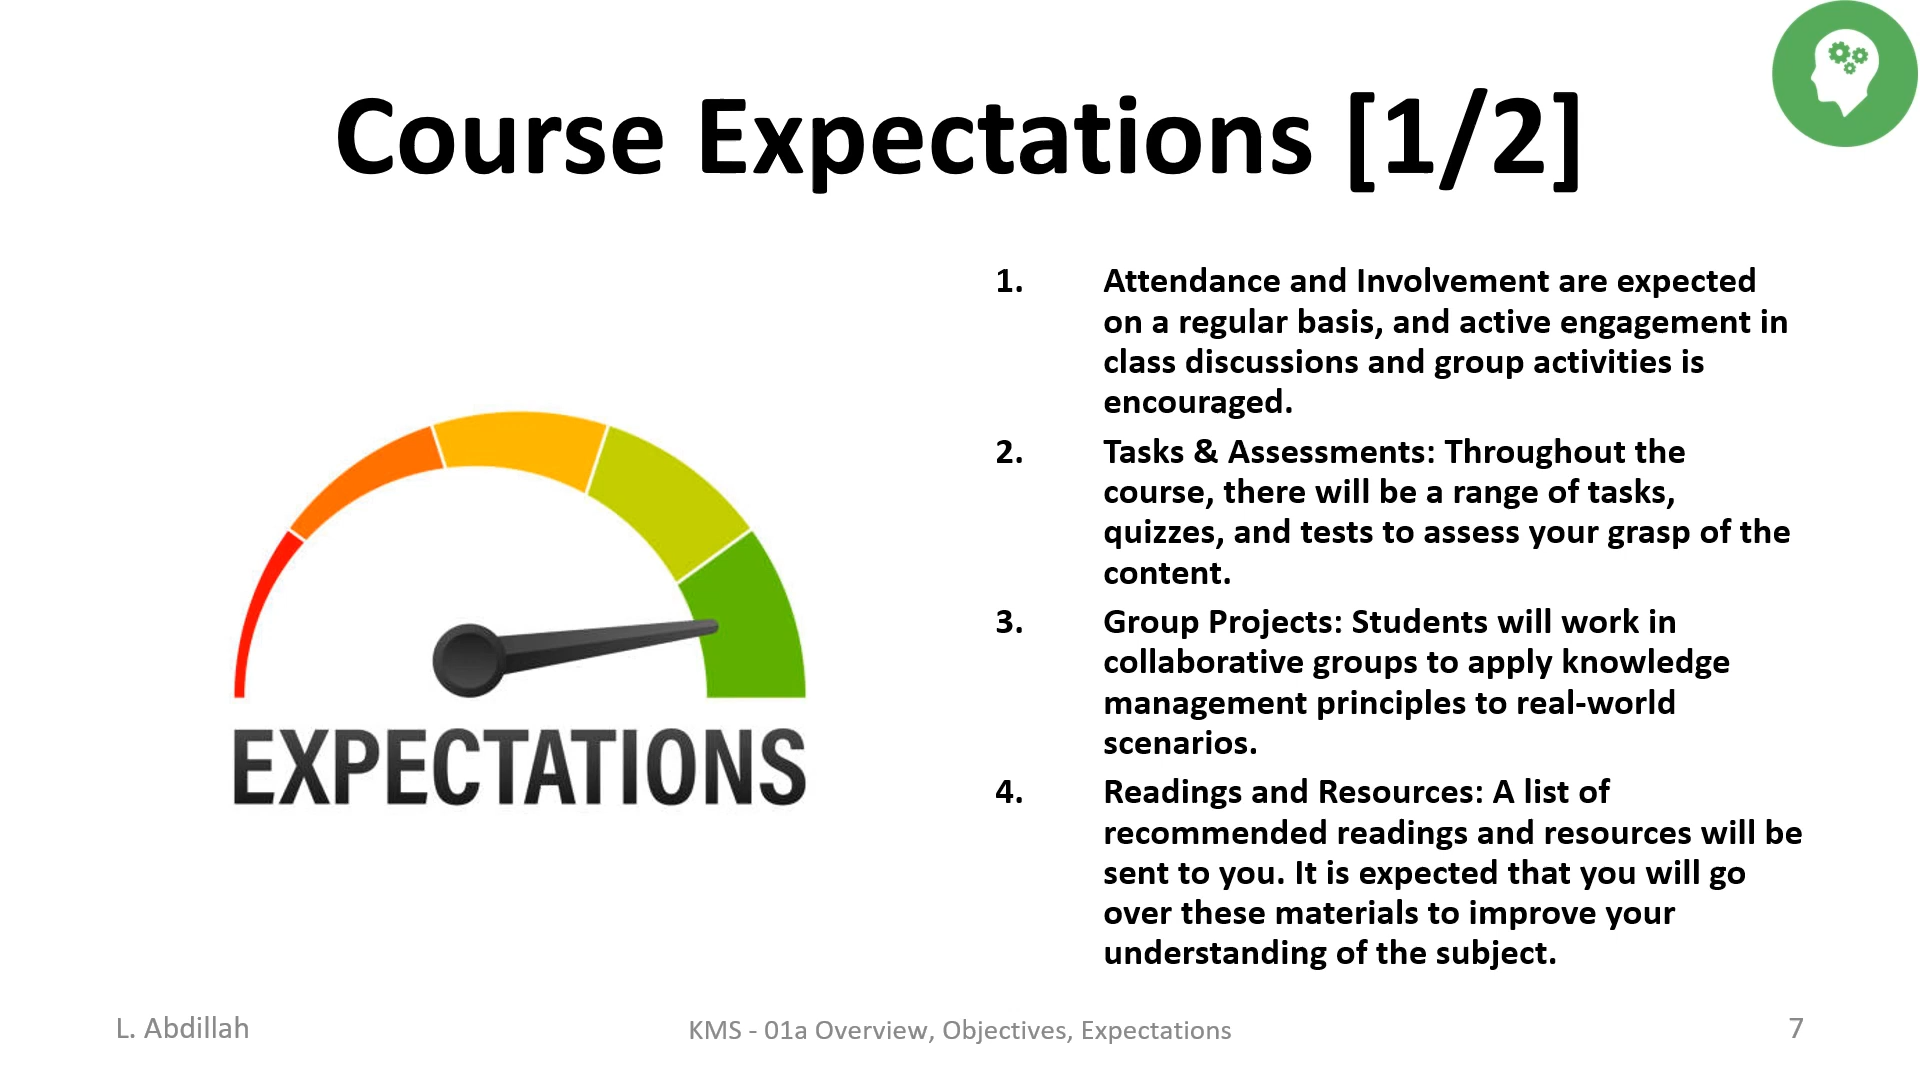 Course Expectations [1/2]
EXPECTATIONS
1. Attendance and Involvement are expected
on a regular basis, and active engagement in
class discussions and group activities is
encouraged.
2. Tasks & Assessments: Throughout the
course, there will be a range of tasks,
quizzes, and tests to assess your grasp of the
content.
3. Group Projects: Students will work in
collaborative groups to apply knowledge
management principles to real-world
scenarios.
4. Readings and Resources: A list of
recommended readings and resources will be
sent to you. It is expected that you will go
over these materials to improve your
understanding of the subject.
L. Abdillah
KMS - 01a Overview, Objectives, Expectations
7